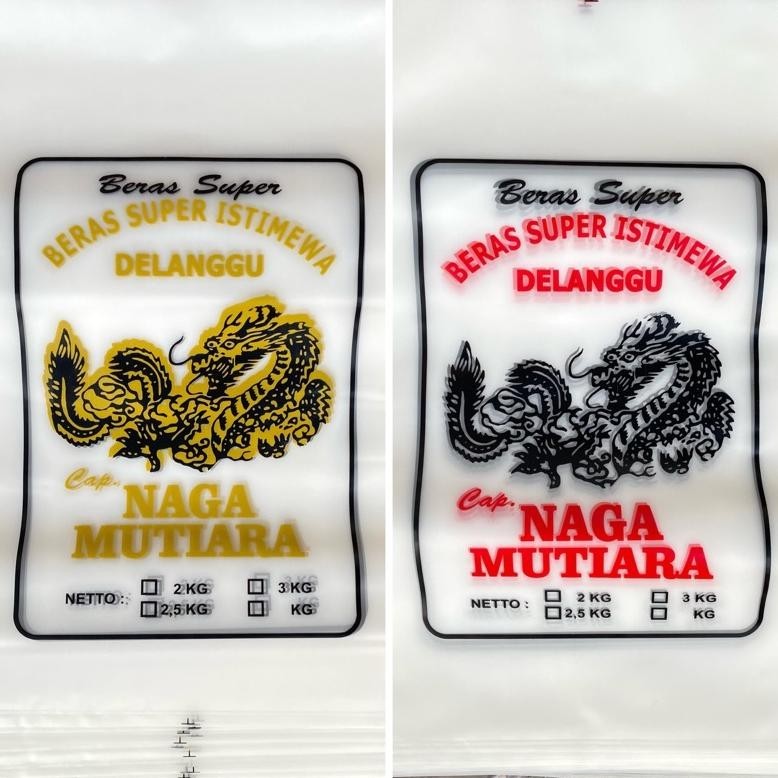 Beras Super
BERAS SUPER ISTIMEWA
DELANGGU
Cap.
NAGA
MUTIARA
NETTO : 2 KG 3 KG
2,5 KG KG
Beras Super
BERAS SUPER ISTIMEWA
DELANGGU
Cap.
NAGA
MUTIARA
NETTO : 2 KG 3 KG
2,5 KG KG